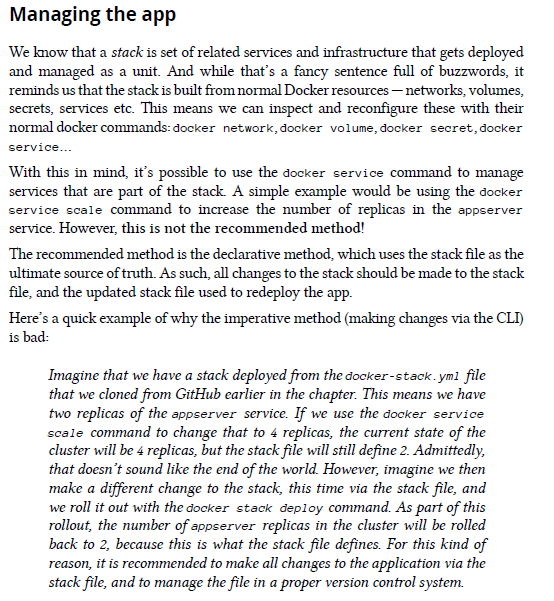 Managing the app
We know that a stack is set of related services and infrastructure that gets deployed
and managed as a unit. And while that’s a fancy sentence full of buzzwords, it
reminds us that the stack is built from normal Docker resources — networks, volumes,
secrets, services etc. This means we can inspect and reconfigure these with their
normal docker commands: docker network, docker volume, docker secret, docker
service...
With this in mind, it’s possible to use the docker service command to manage
services that are part of the stack. A simple example would be using the docker
service scale command to increase the number of replicas in the appserver
service. However, this is not the recommended method!
The recommended method is the declarative method, which uses the stack file as the
ultimate source of truth. As such, all changes to the stack should be made to the stack
file, and the updated stack file used to redeploy the app.
Here’s a quick example of why the imperative method (making changes via the CLI)
is bad:
Imagine that we have a stack deployed from the docker-stack.yml file
that we cloned from GitHub earlier in the chapter. This means we have
two replicas of the appserver service. If we use the docker service
scale command to change that to 4 replicas, the current state of the
cluster will be 4 replicas, but the stack file will still define 2. Admittedly,
that doesn’t sound like the end of the world. However, imagine we then
make a different change to the stack, this time via the stack file, and
we roll it out with the docker stack deploy command. As part of this
rollout, the number of appserver replicas in the cluster will be rolled
back to 2, because this is what the stack file defines. For this kind of
reason, it is recommended to make all changes to the application via the
stack file, and to manage the file in a proper version control system.